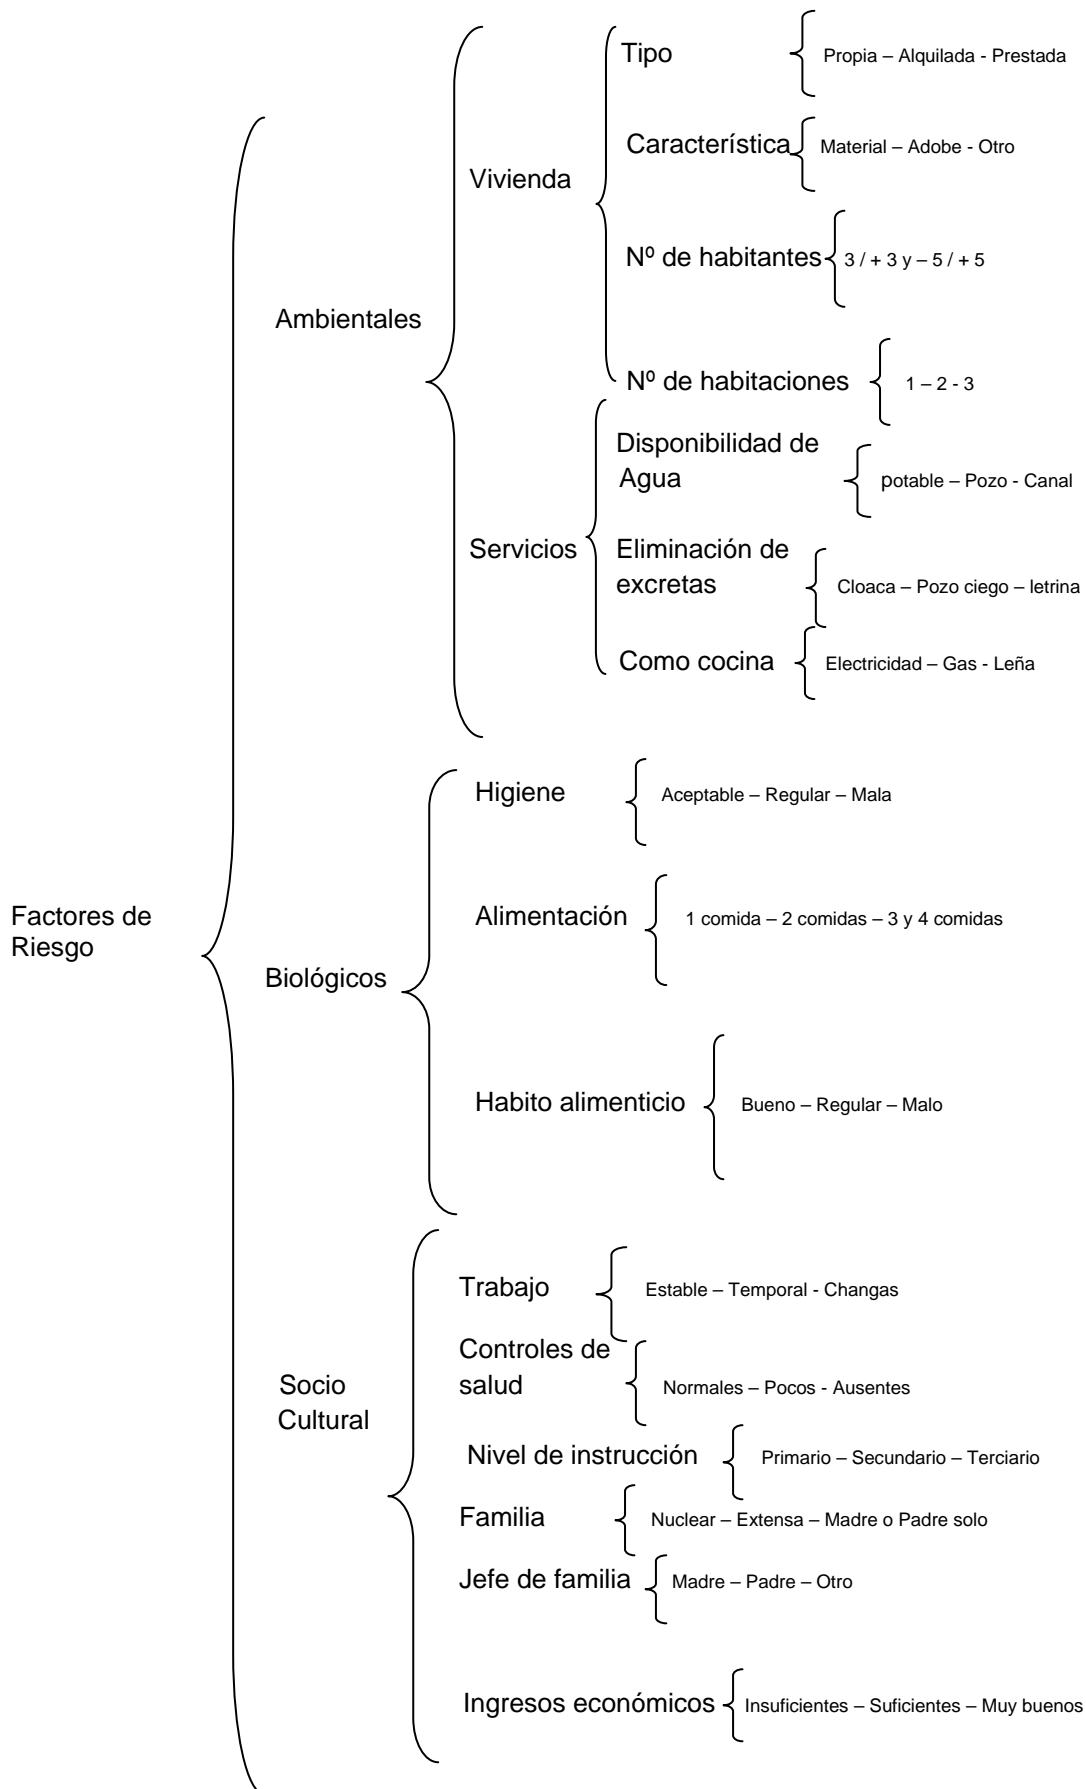 Tipo
Propia – Alquilada - Prestada
Característica
Material – Adobe - Otro
Vivienda
Nº de habitantes
3 / + 3 y – 5 / + 5
Ambientales
Nº de habitaciones
1 – 2 - 3
Disponibilidad de
Agua
potable – Pozo - Canal
Servicios
Eliminación de
excretas
Cloaca – Pozo ciego – letrina
Como cocina
Electricidad – Gas - Leña
Higiene
Aceptable – Regular – Mala
Factores de
Riesgo
Alimentación
1 comida – 2 comidas – 3 y 4 comidas
Biológicos
Habito alimenticio
Bueno – Regular – Malo
Trabajo
Estable – Temporal - Changas
Controles de
salud
Normales – Pocos - Ausentes
Socio
Cultural
Nivel de instrucción
Primario – Secundario – Terciario
Familia
Nuclear – Extensa – Madre o Padre solo
Jefe de familia
Madre – Padre – Otro
Ingresos económicos
Insuficientes – Suficientes – Muy buenos